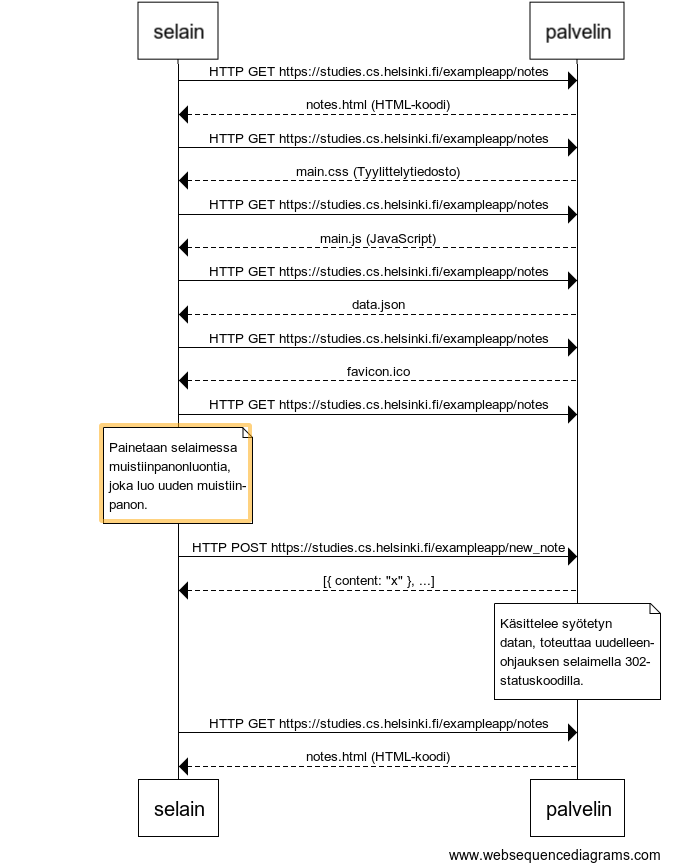 selain palvelin
HTTP GET https://studies.cs.helsinki.fi/exampleapp/notes
notes.html (HTML-koodi)
HTTP GET https://studies.cs.helsinki.fi/exampleapp/notes
main.css (Tyylittelytiedosto)
HTTP GET https://studies.cs.helsinki.fi/exampleapp/notes
main.js (JavaScript)
HTTP GET https://studies.cs.helsinki.fi/exampleapp/notes
data.json
HTTP GET https://studies.cs.helsinki.fi/exampleapp/notes
favicon.ico
HTTP GET https://studies.cs.helsinki.fi/exampleapp/notes
Painetaan selaimessa
muistiinpanonluontia,
joka luo uuden muistiin-
panon.
HTTP POST https://studies.cs.helsinki.fi/exampleapp/new_note
[{ content: "x" }, ...]
Käsittelee syötetyn
datan, toteuttaa uudelleen-
ohjauksen selaimella 302-
statuskoodilla.
HTTP GET https://studies.cs.helsinki.fi/exampleapp/notes
notes.html (HTML-koodi)
selain palvelin
www.websequencediagrams.com